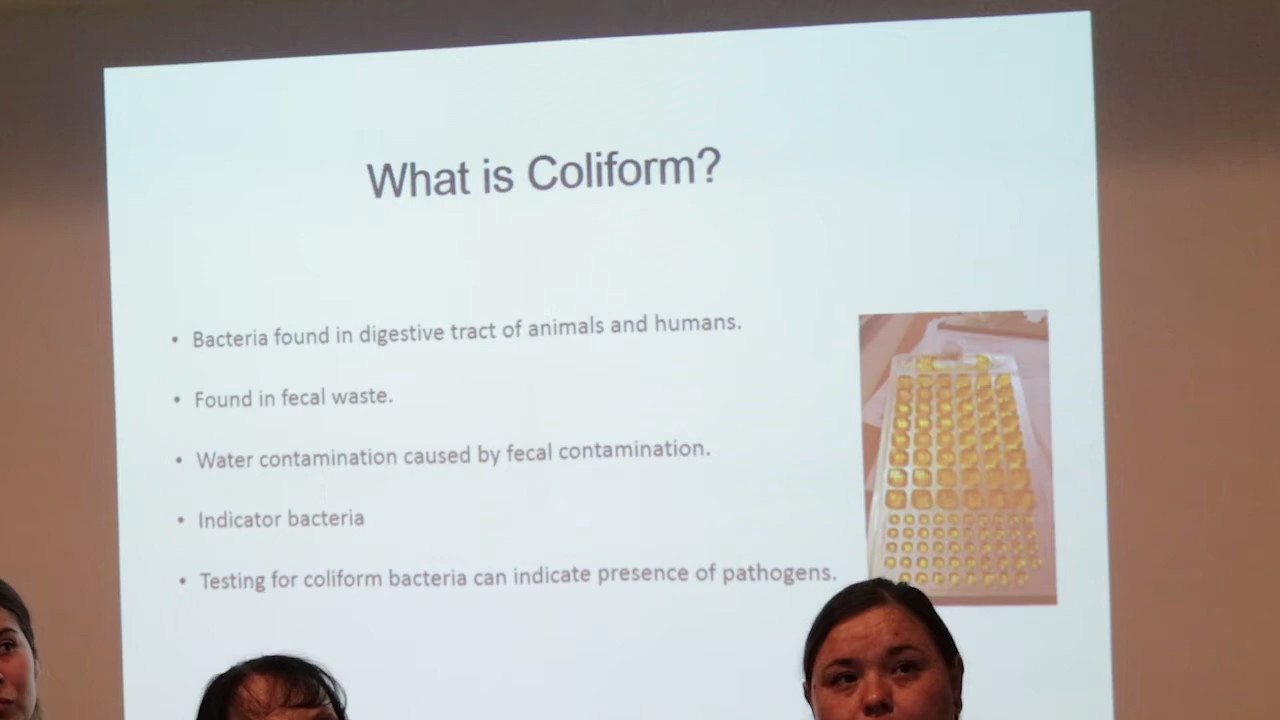 What is Coliform?
• Bacteria found in digestive tract of animals and humans.
• Found in fecal waste.
• Water contamination caused by fecal contamination.
• Indicator bacteria
• Testing for coliform bacteria can indicate presence of pathogens.